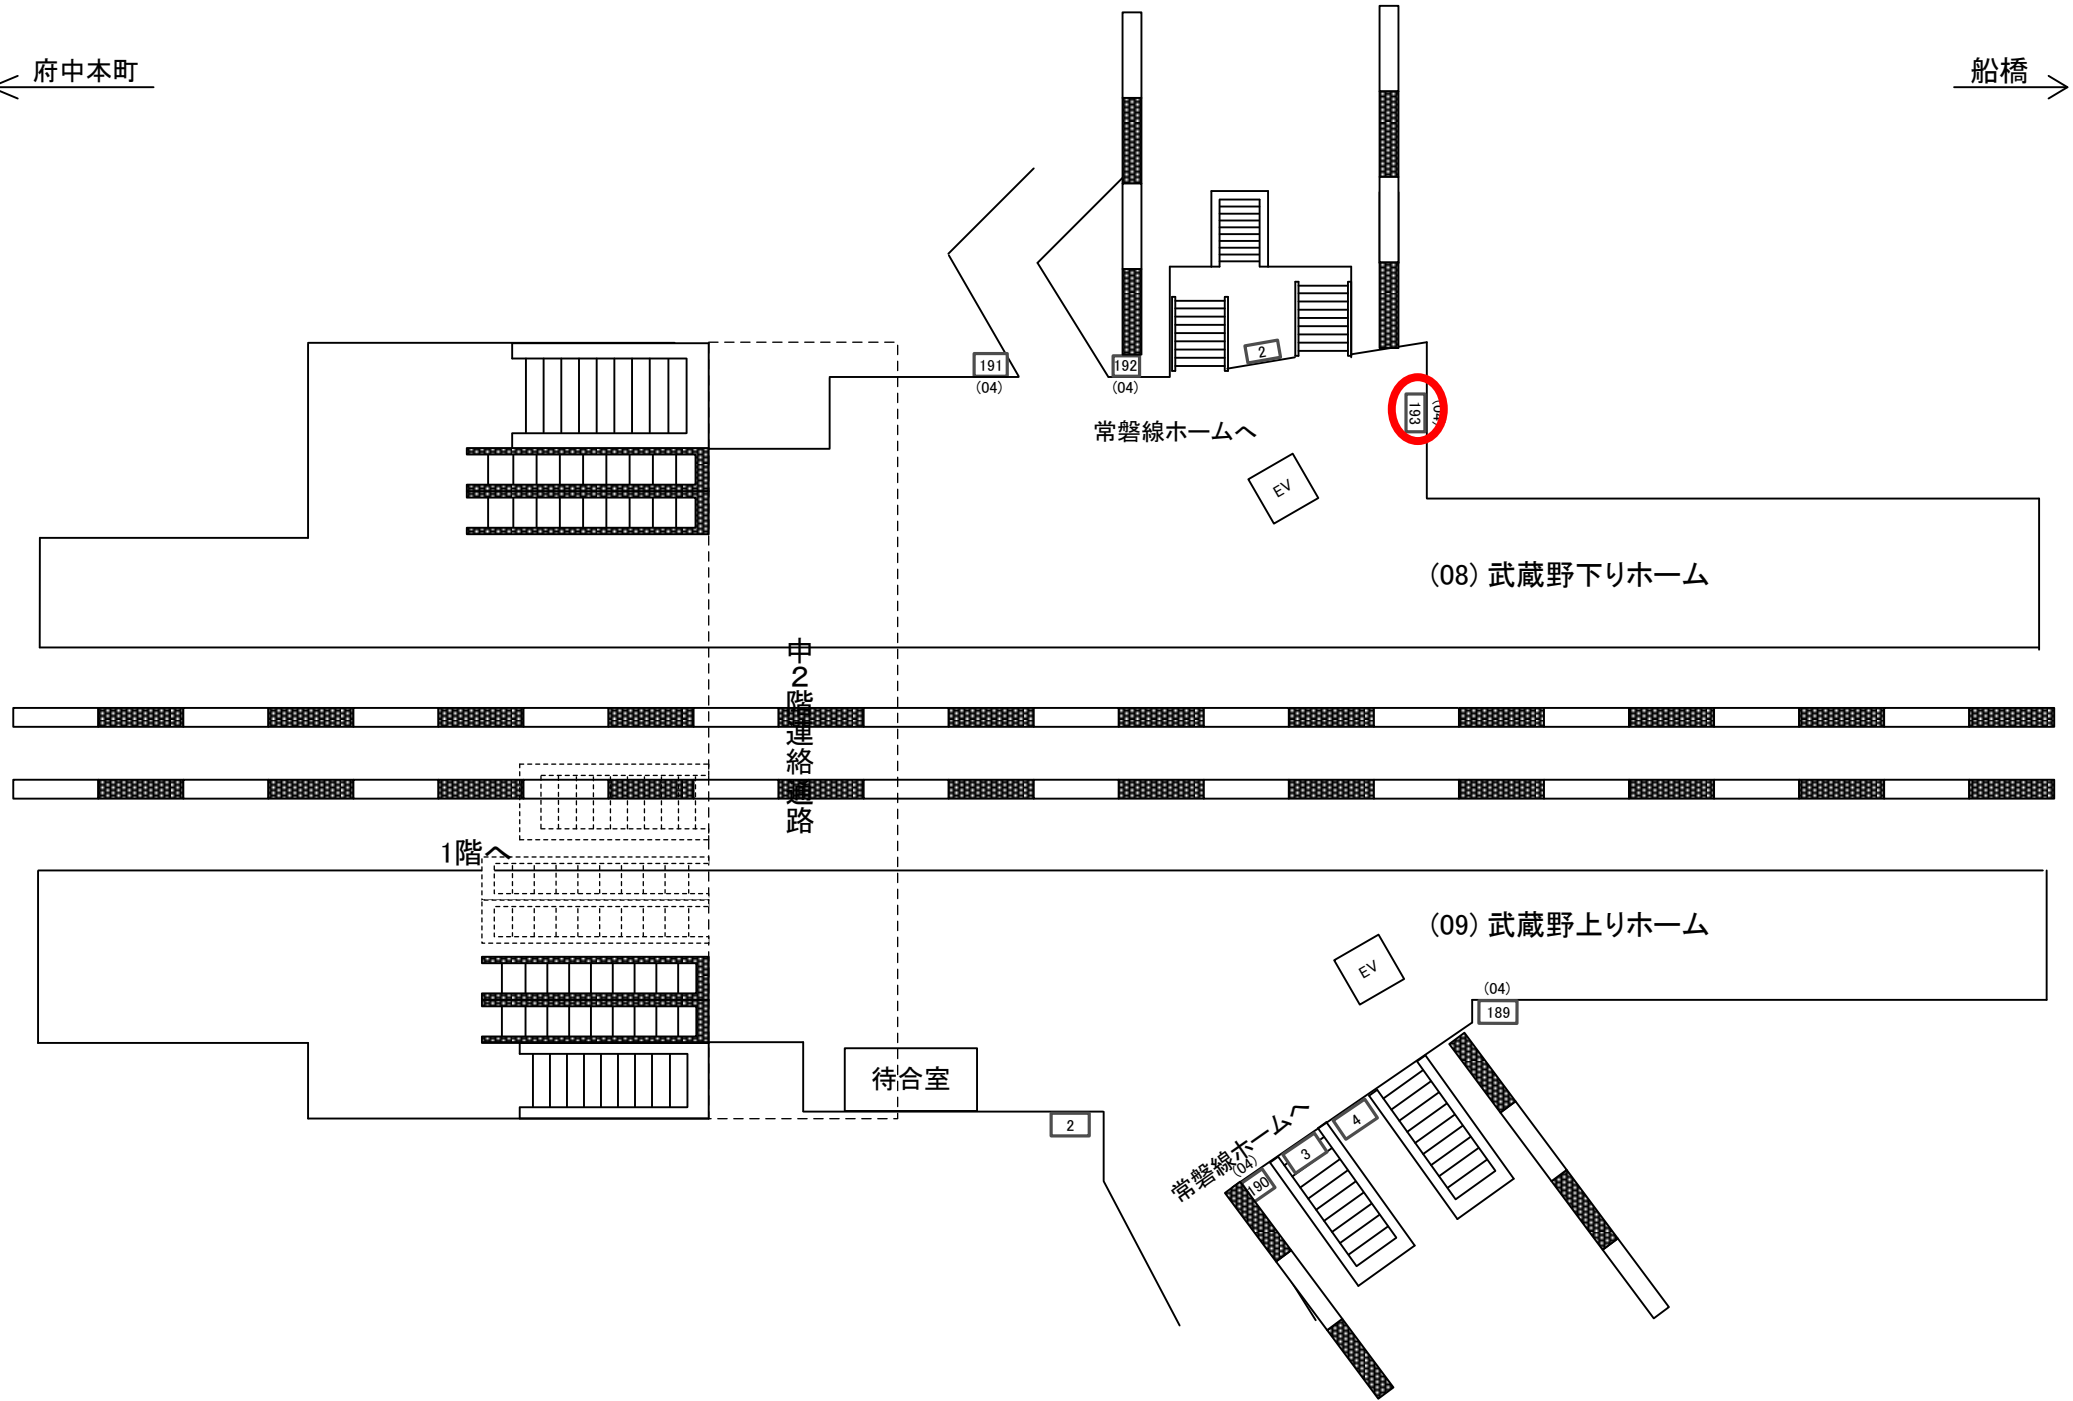 府中本町
船橋
2
191
(04)
192
(04)
193
(04)
常磐線ホームへ
EV
(08) 武蔵野下りホーム
中2階連絡通路
1階へ
(09) 武蔵野上りホーム
EV
(04)
189
待合室
2
常磐線ホームへ
(04)
190
3
4